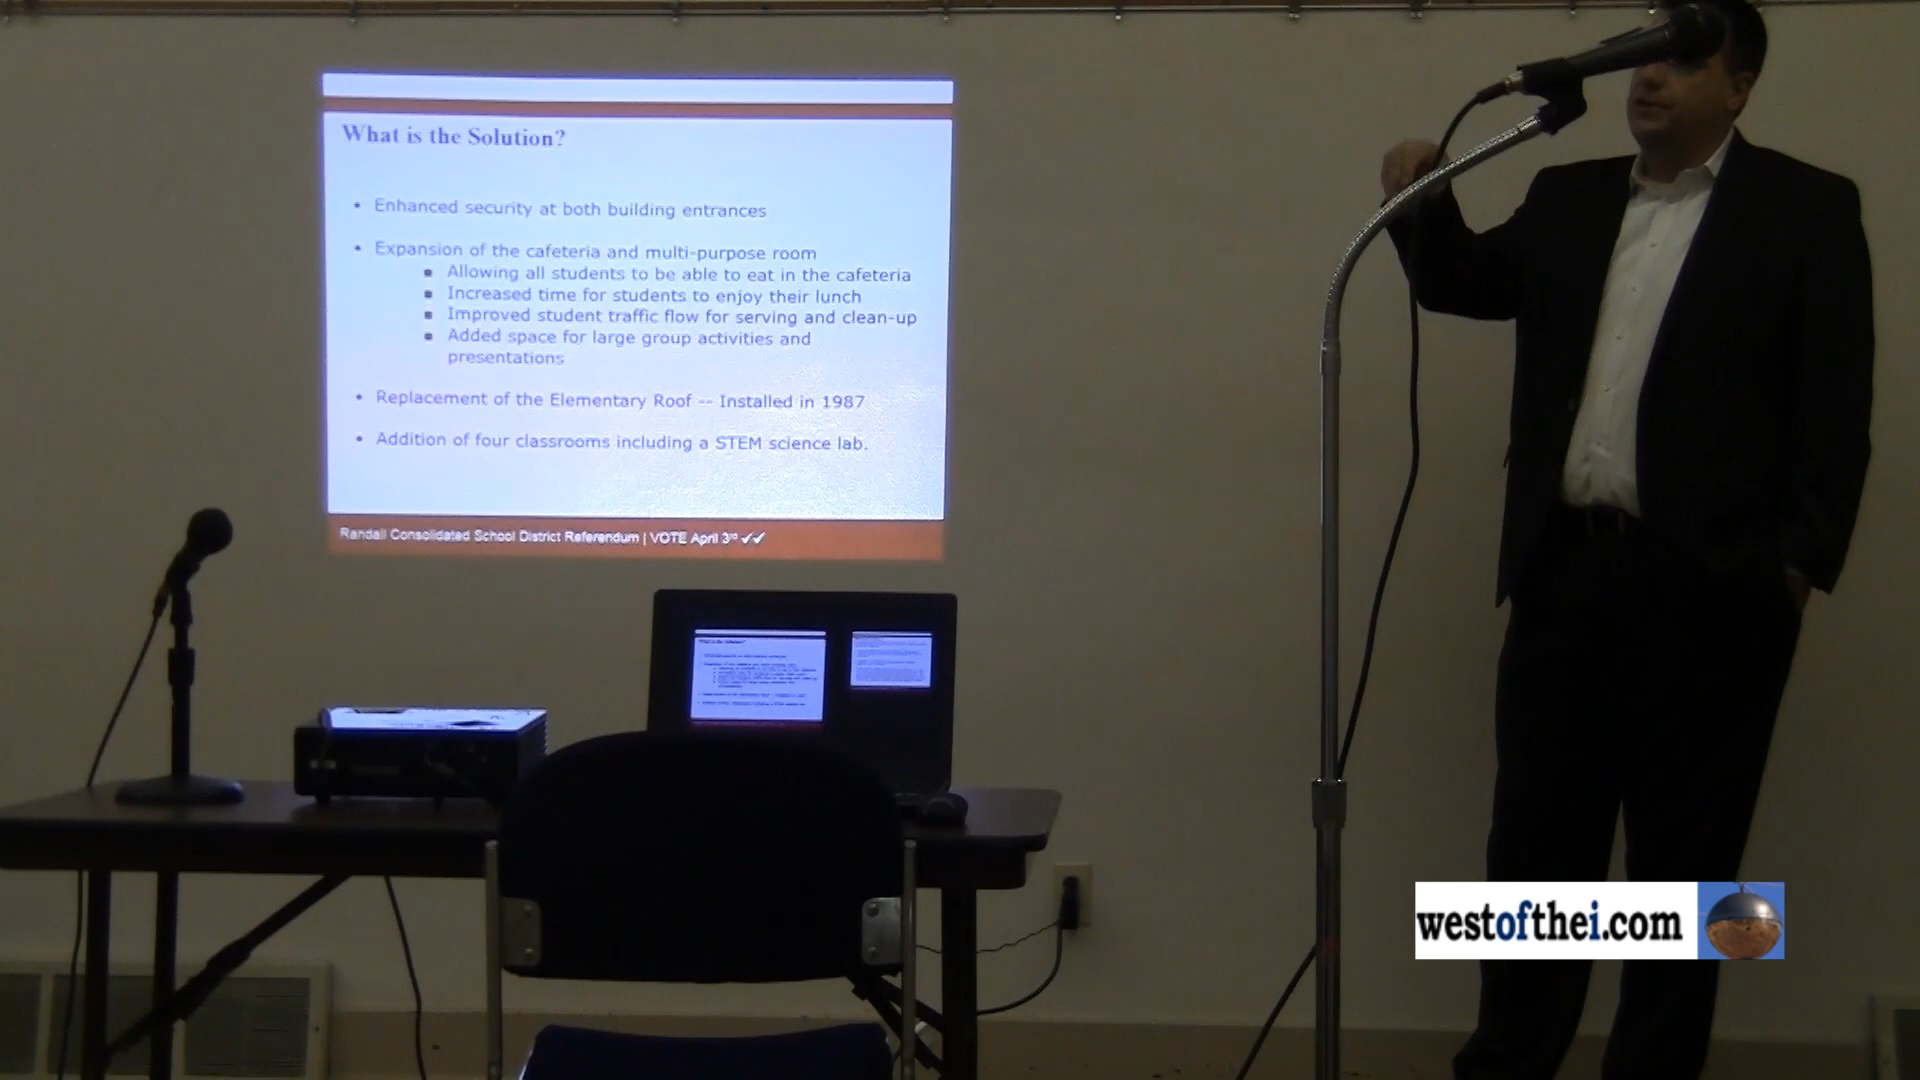 What is the Solution?
• Enhanced security at both building entrances
• Expansion of the cafeteria and multi-purpose room
▪ Allowing all students to be able to eat in the cafeteria
▪ Increased time for students to enjoy their lunch
▪ Improved student traffic flow for serving and clean-up
▪ Added space for large group activities and
presentations
• Replacement of the Elementary Roof -- Installed in 1987
• Addition of four classrooms including a STEM science lab.
Randall Consolidated School District Referendum | VOTE April 3rd ✓✓
westofthei.com